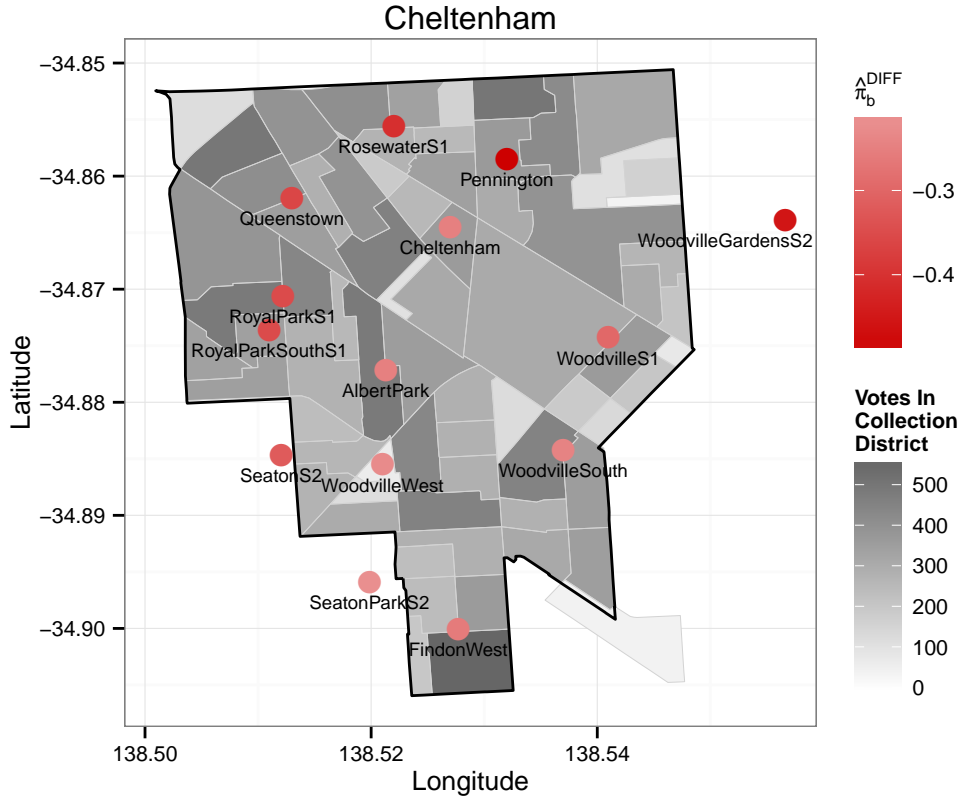 Cheltenham
−34.85
−34.86
−34.87
−34.88
−34.89
−34.90
Latitude
RosewaterS1
Pennington
Queenstown
Cheltenham
WoodvilleGardensS2
RoyalParkS1
RoyalParkSouthS1
WoodvilleS1
AlbertPark
SeatonS2
WoodvilleWest
WoodvilleSouth
SeatonParkS2
FindonWest
138.50
138.52
138.54
Longitude
π̂_b^DIFF
−0.3
−0.4
Votes In
Collection
District
500
400
300
200
100
0